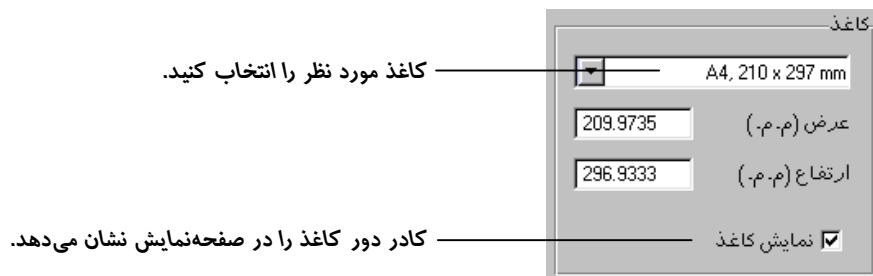 کاغذ
A4, 210 x 297 mm
کاغذ مورد نظر را انتخاب کنید.
عرض (م.م.) 209.9735
ارتفاع (م.م.) 296.9333
نمایش کاغذ
کادر دور کاغذ را در صفحه‌نمایش نشان می‌دهد.